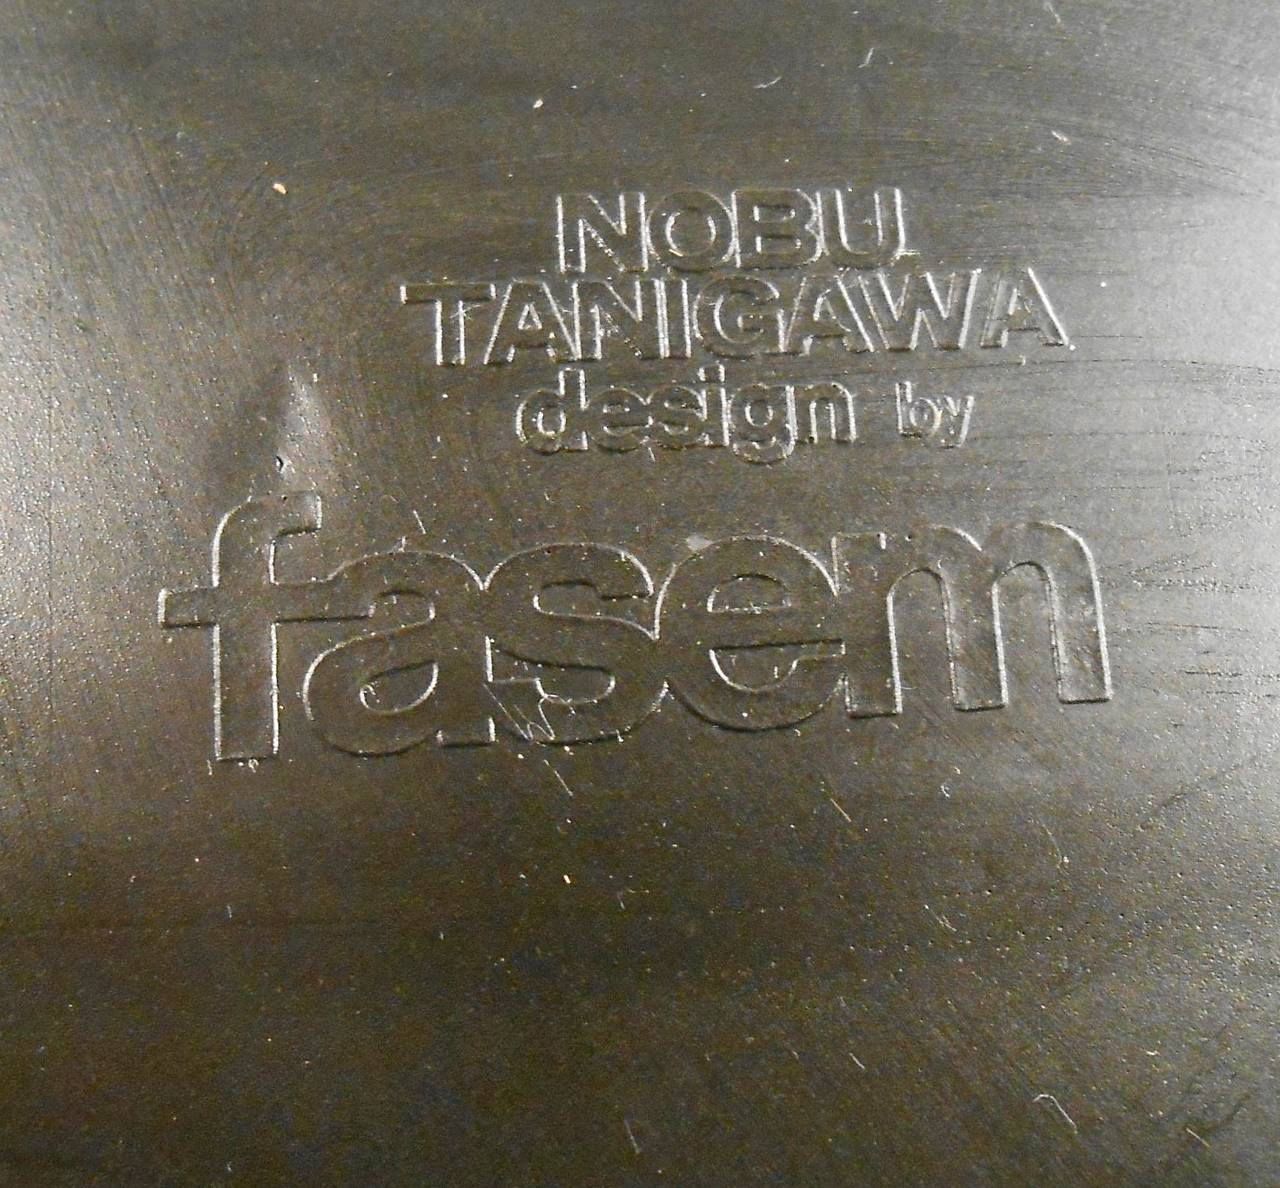 NOBU
TANIGAWA
design by
fasem